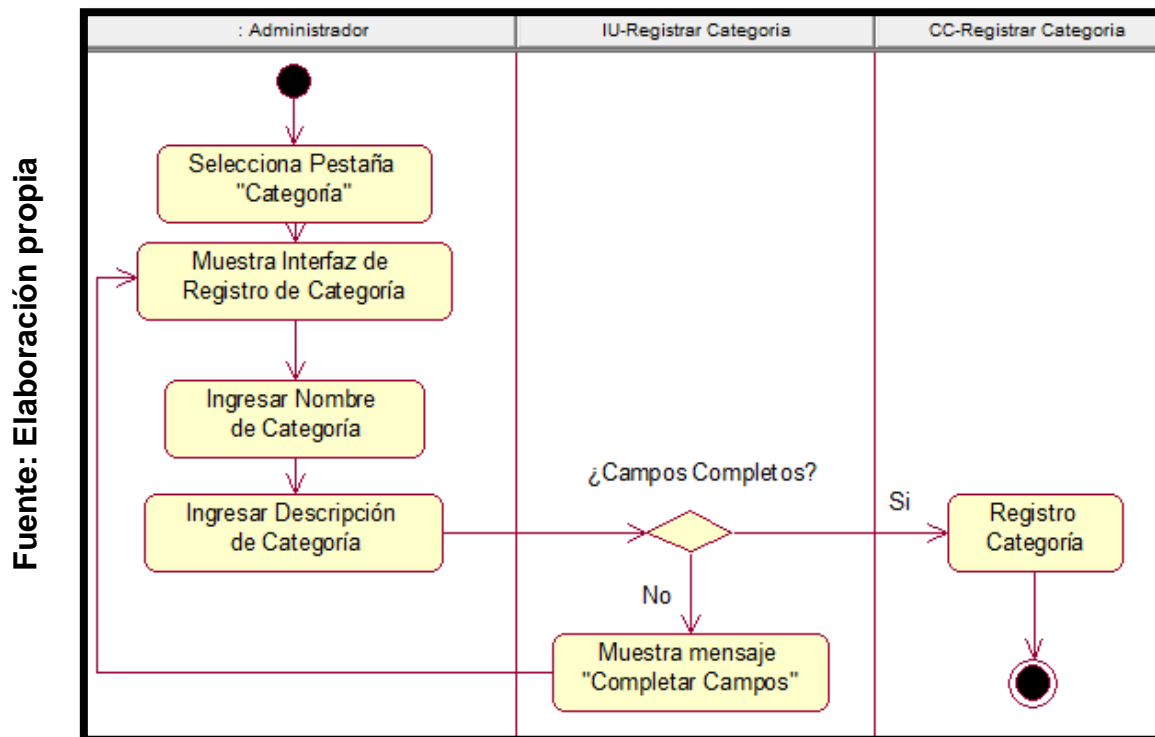 : Administrador
IU-Registrar Categoria
CC-Registrar Categoria
Selecciona Pestaña
"Categoría"
Muestra Interfaz de
Registro de Categoría
Ingresar Nombre
de Categoría
Ingresar Descripción
de Categoría
¿Campos Completos?
Si
No
Registro
Categoría
Muestra mensaje
"Completar Campos"
Fuente: Elaboración propia